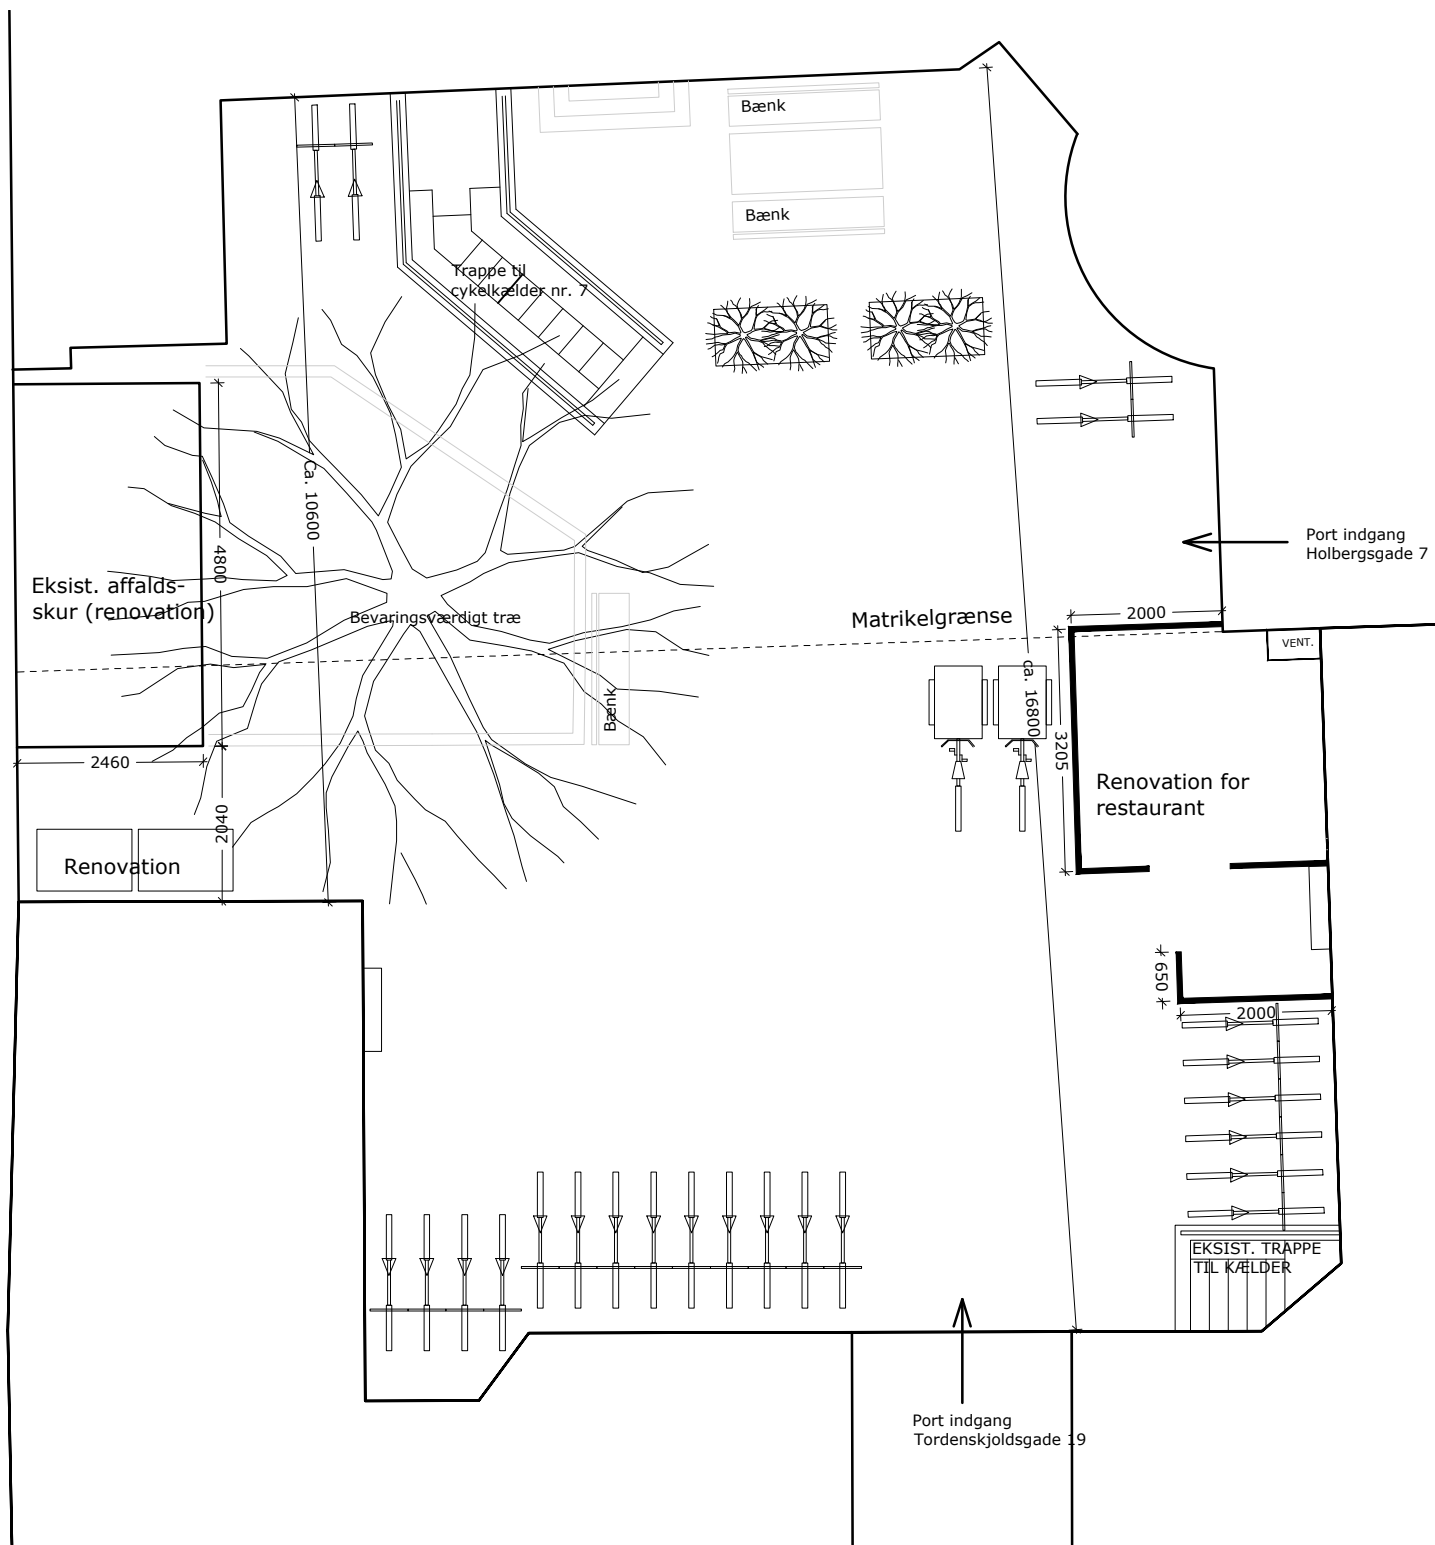 Bænk
Bænk
Trappe til
cykelkælder nr. 7
Ca. 10600
4800
Port indgang
Holbergsgade 7
Eksist. affalds-
skur (renovation)
Bevaringsværdigt træ
Matrikelgrænse
2000
VENT.
ca. 16800
3205
Bænk
2460
2040
Renovation for
restaurant
Renovation
650
2000
EKSIST. TRAPPE
TIL KÆLDER
Port indgang
Tordenskjoldsgade 19